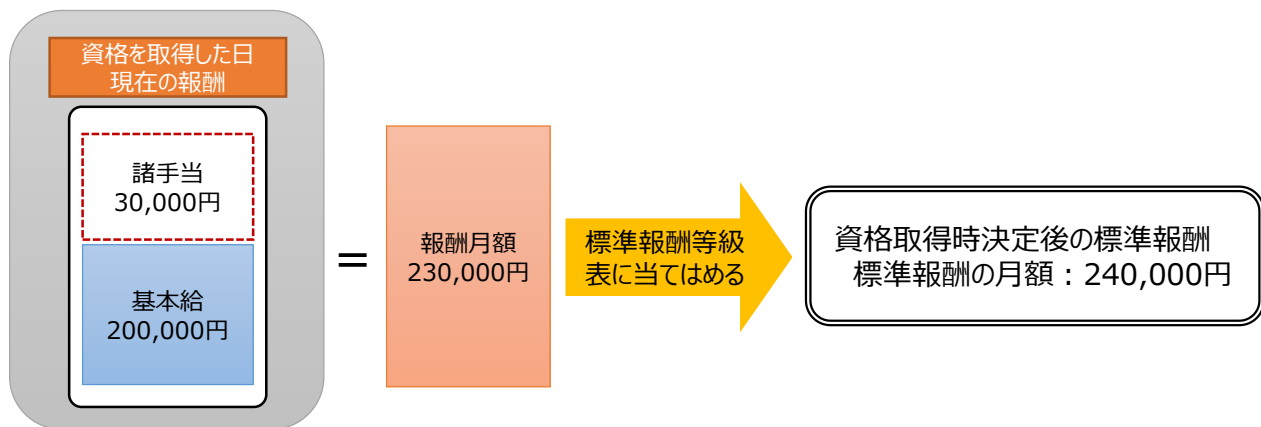 資格を取得した日
現在の報酬
諸手当
30,000円
基本給
200,000円
=
報酬月額
230,000円
標準報酬等級
表に当てはめる
資格取得時決定後の標準報酬
標準報酬の月額：240,000円